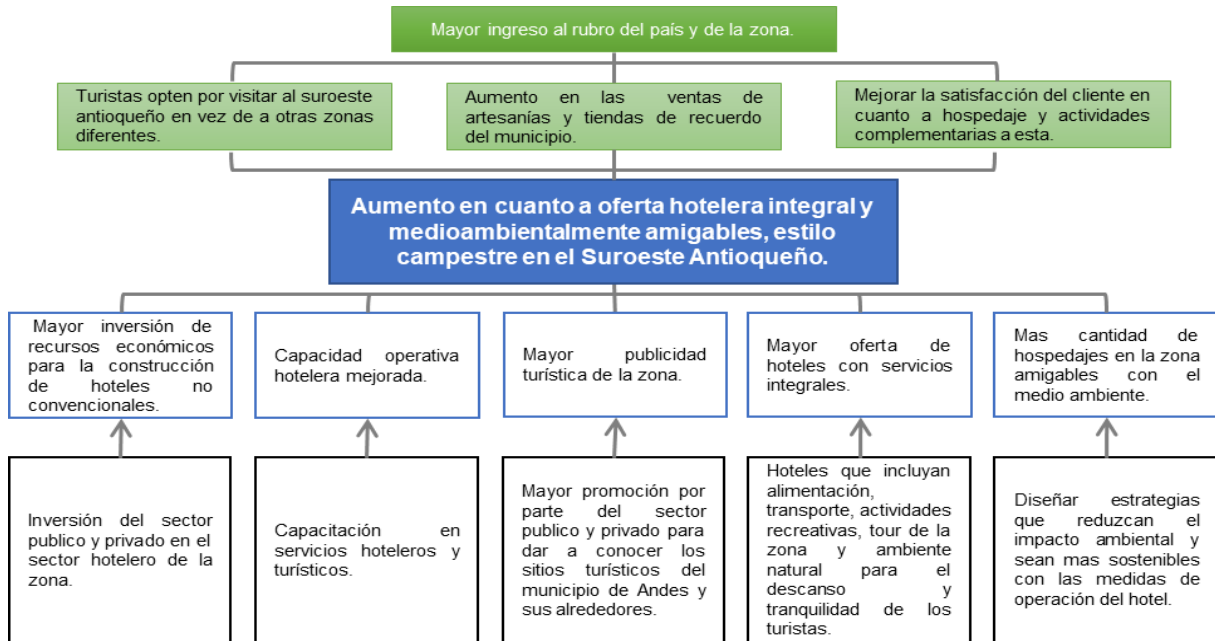 Mayor ingreso al rubro del país y de la zona.
Turistas opten por visitar al suroeste
antioqueño en vez de a otras zonas
diferentes.
Aumento en las ventas de
artesanías y tiendas de recuerdo
del municipio.
Mejorar la satisfacción del cliente en
cuanto a hospedaje y actividades
complementarias a esta.
Aumento en cuanto a oferta hotelera integral y
medioambientalmente amigables, estilo
campestre en el Suroeste Antioqueño.
Mayor inversión de
recursos económicos
para la construcción
de hoteles no
convencionales.
Capacidad operativa
hotelera mejorada.
Mayor publicidad
turística de la zona.
Mayor oferta de
hoteles con servicios
integrales.
Mas cantidad de
hospedajes en la zona
amigables con el
medio ambiente.
Inversión del sector
publico y privado en el
sector hotelero de la
zona.
Capacitación en
servicios hoteleros y
turísticos.
Mayor promoción por
parte del sector
publico y privado para
dar a conocer los
sitios turísticos del
municipio de Andes y
sus alrededores.
Hoteles que incluyan
alimentación,
transporte, actividades
recreativas, tour de la
zona y ambiente
natural para el
descanso y
tranquilidad de los
turistas.
Diseñar estrategias
que reduzcan el
impacto ambiental y
sean mas sostenibles
con las medidas de
operación del hotel.